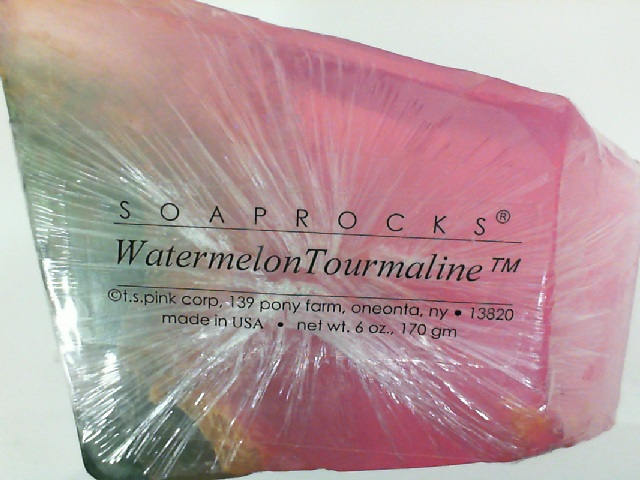 SOAPROCKS®
WatermelonTourmaline™
©t.s.pink corp, 139 pony farm, oneonta, ny • 13820
made in USA • net wt. 6 oz., 170 gm